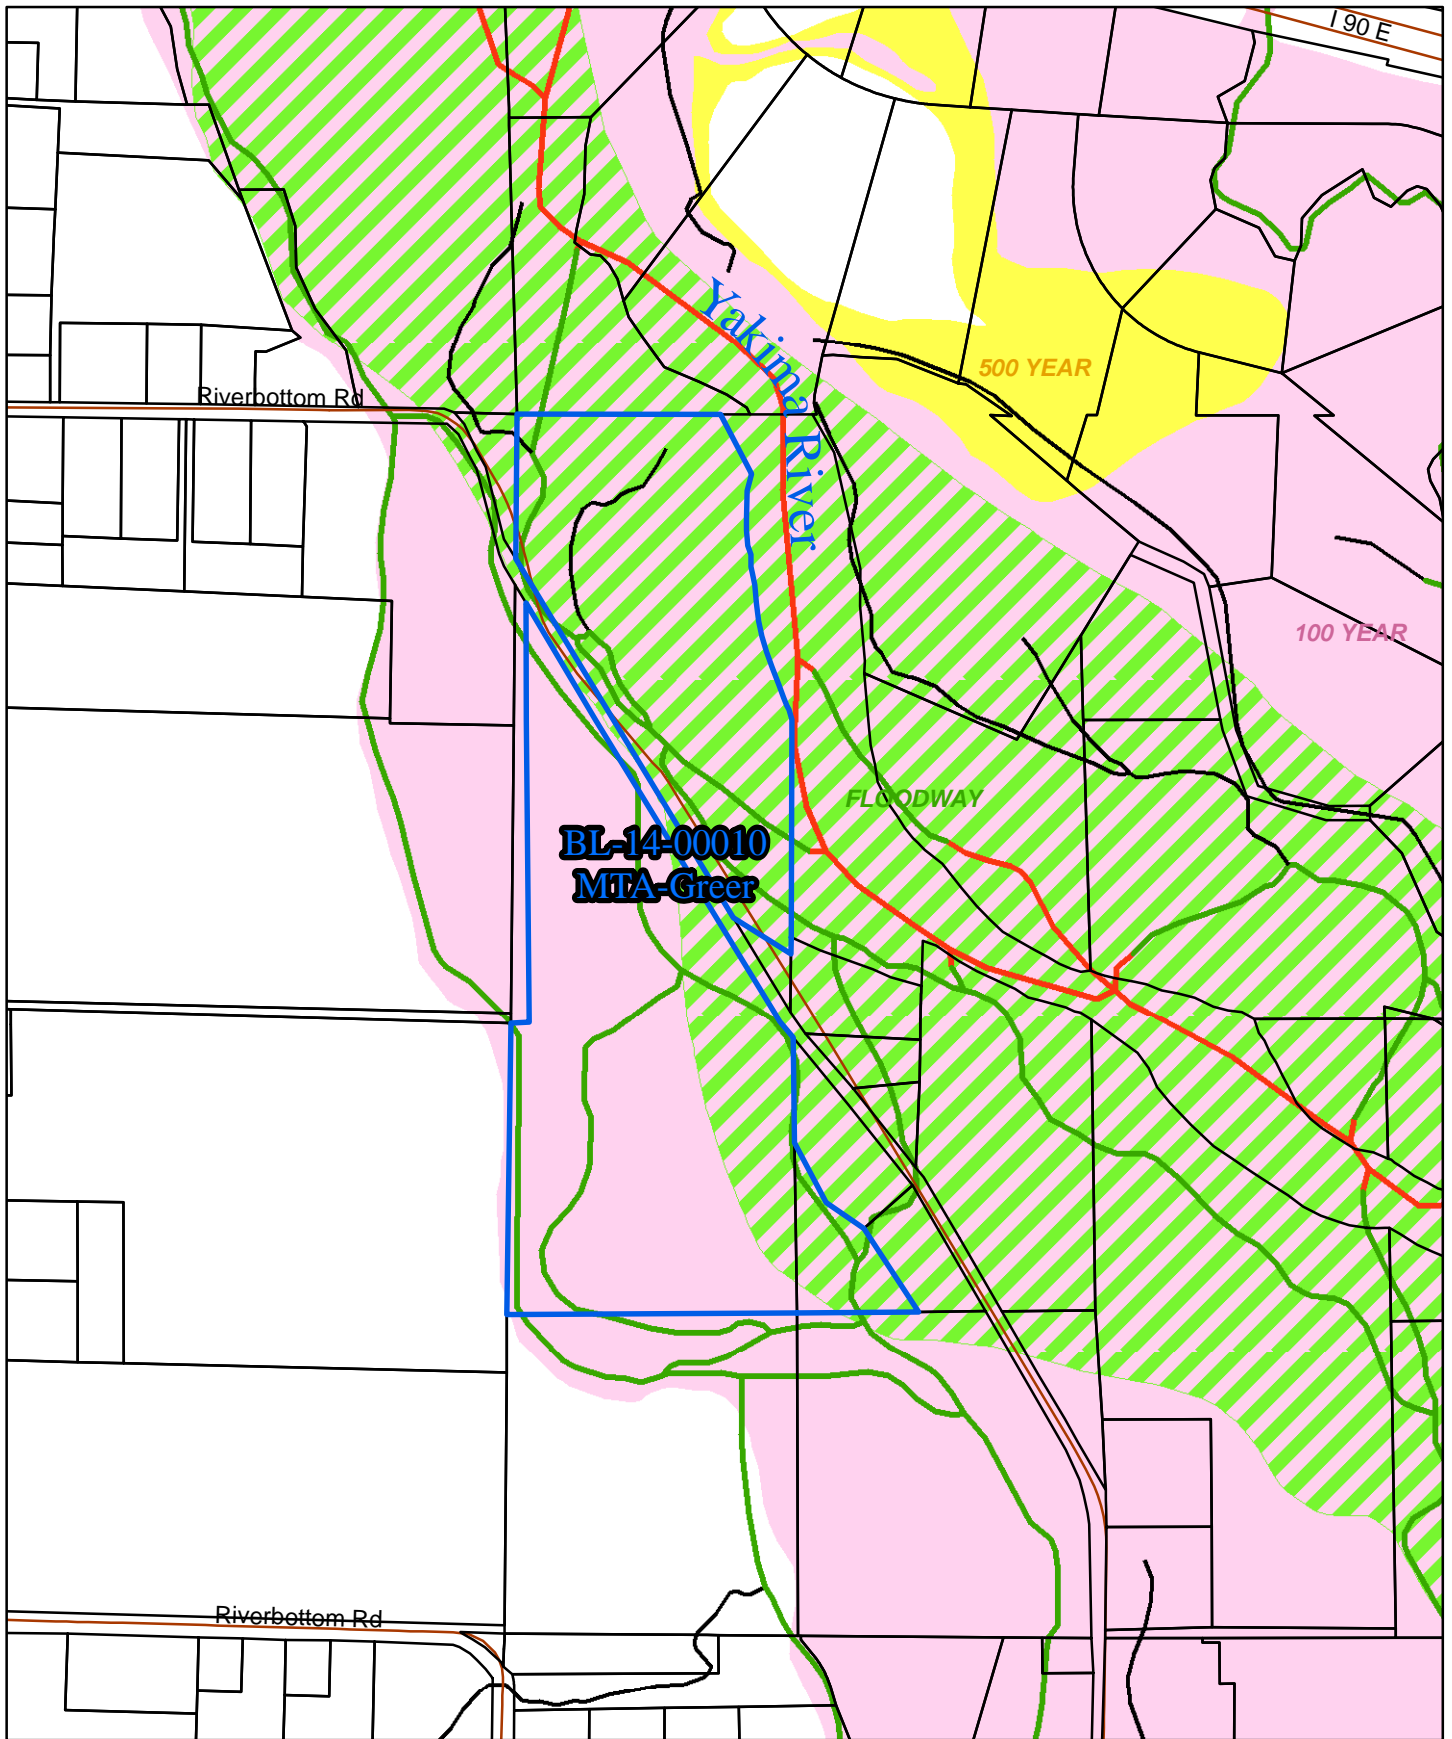 I 90 E
Yakima River
500 YEAR
Riverbottom Rd
100 YEAR
FLOODWAY
BL-14-00010
MTA-Greer
Riverbottom Rd